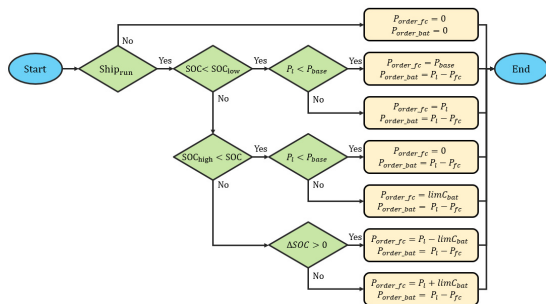 No
P_order_fc = 0
P_order_bat = 0
Start
Ship_run
Yes
SOC< SOC_low
Yes
P_l < P_base
Yes
P_order_fc = P_base
P_order_bat = P_l − P_fc
End
No
No
P_order_fc = P_l
P_order_bat = P_l − P_fc
SOC_high < SOC
Yes
P_l < P_base
Yes
P_order_fc = 0
P_order_bat = P_l − P_fc
No
No
P_order_fc = limC_bat
P_order_bat = P_l − P_fc
ΔSOC > 0
Yes
P_order_fc = P_l − limC_bat
P_order_bat = P_l − P_fc
No
P_order_fc = P_l + limC_bat
P_order_bat = P_l − P_fc